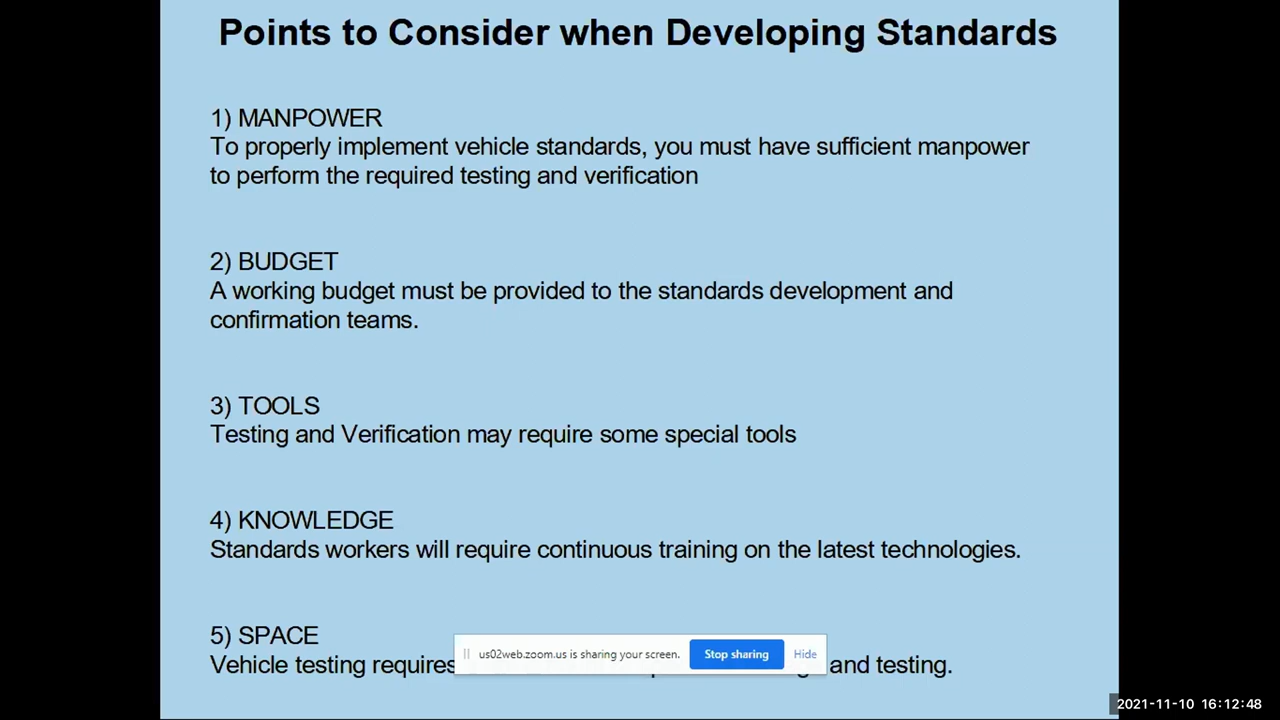 Points to Consider when Developing Standards
1) MANPOWER
To properly implement vehicle standards, you must have sufficient manpower
to perform the required testing and verification
2) BUDGET
A working budget must be provided to the standards development and
confirmation teams.
3) TOOLS
Testing and Verification may require some special tools
4) KNOWLEDGE
Standards workers will require continuous training on the latest technologies.
5) SPACE
Vehicle testing requires and testing.
us02web.zoom.us is sharing your screen. Stop sharing Hide
2021-11-10 16:12:48